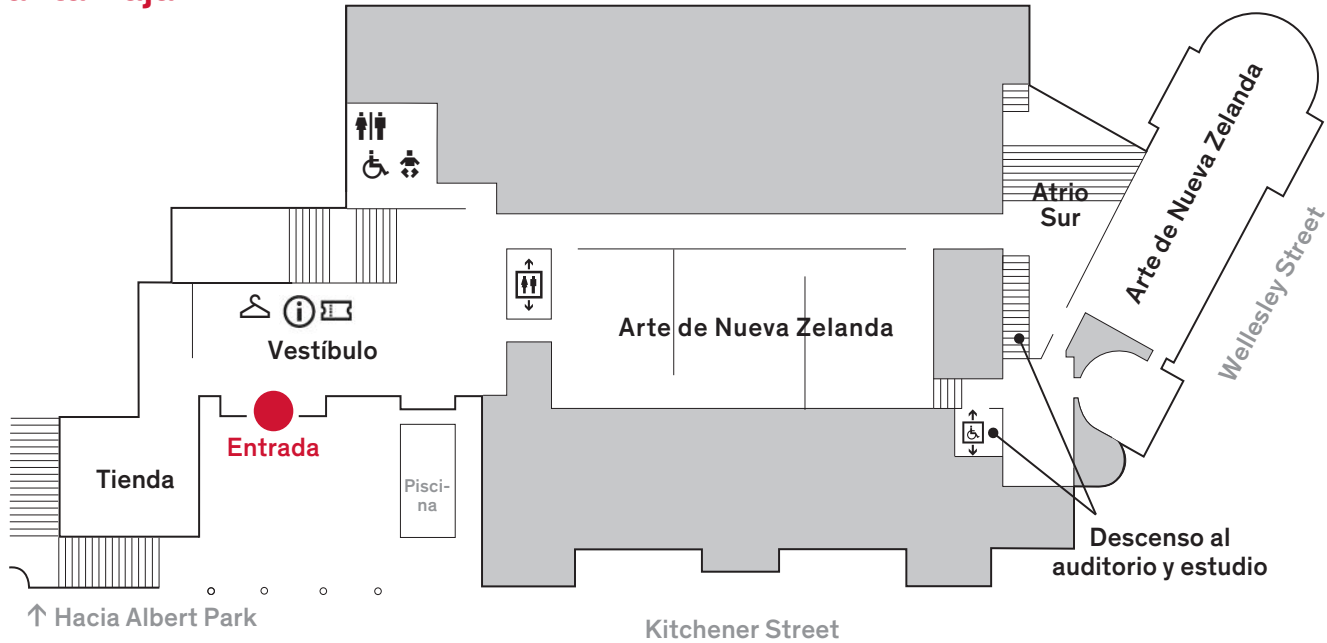 Arte de Nueva Zelanda
Atrio
Sur
Wellesley Street
Arte de Nueva Zelanda
Vestíbulo
Entrada
Tienda
Pisci-
na
Descenso al
auditorio y estudio
↑ Hacia Albert Park
Kitchener Street